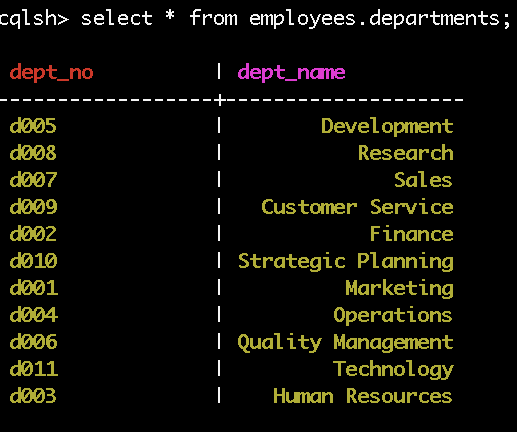 cqlsh> select * from employees.departments;
dept_no | dept_name
-----------------+--------------------
d005 | Development
d008 | Research
d007 | Sales
d009 | Customer Service
d002 | Finance
d010 | Strategic Planning
d001 | Marketing
d004 | Operations
d006 | Quality Management
d011 | Technology
d003 | Human Resources